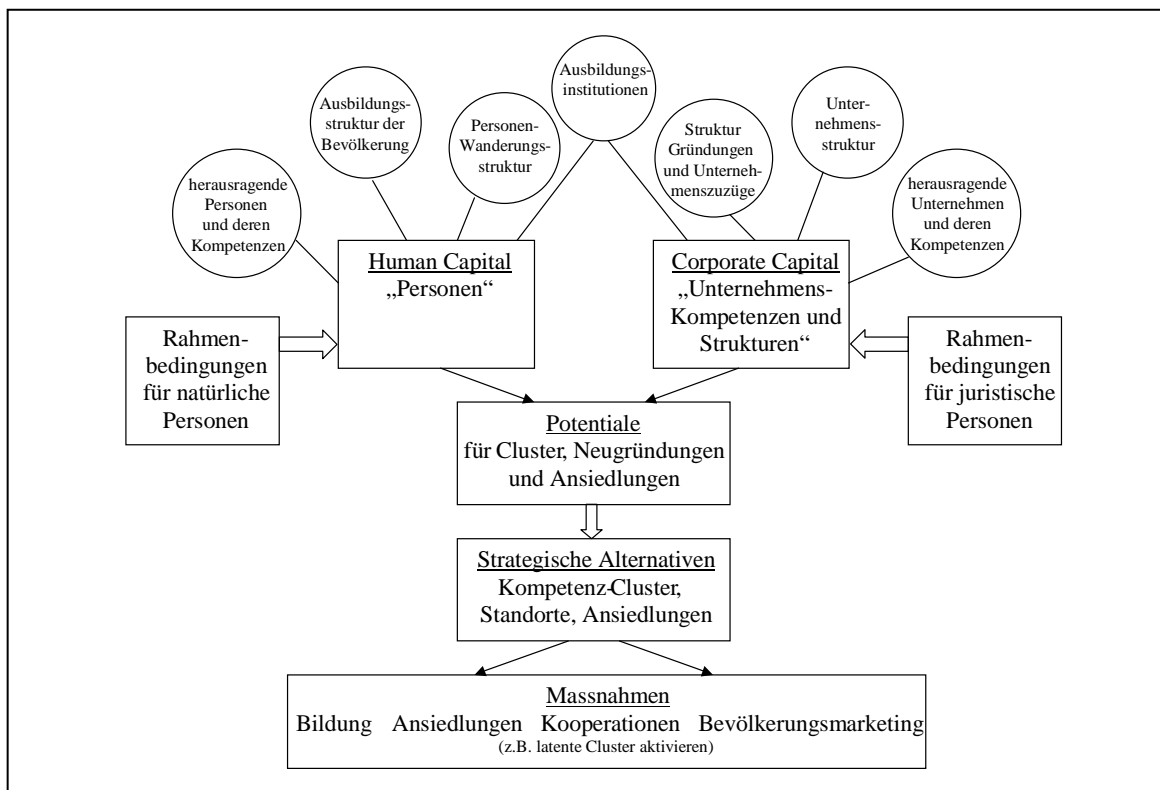 Ausbildungs-
institutionen
Ausbildungs-
struktur der
Bevölkerung
Personen-
Wanderungs-
struktur
Struktur
Gründungen
und Unterneh-
menszuzüge
Unter-
nehmens-
struktur
herausragende
Personen
und deren
Kompetenzen
herausragende
Unternehmen
und deren
Kompetenzen
Human Capital
„Personen“
Corporate Capital
„Unternehmens-
Kompetenzen und
Strukturen“
Rahmen-
bedingungen
für natürliche
Personen
Rahmen-
bedingungen
für juristische
Personen
Potentiale
für Cluster, Neugründungen
und Ansiedlungen
Strategische Alternativen
Kompetenz-Cluster,
Standorte, Ansiedlungen
Massnahmen
Bildung Ansiedlungen Kooperationen Bevölkerungsmarketing
(z.B. latente Cluster aktivieren)